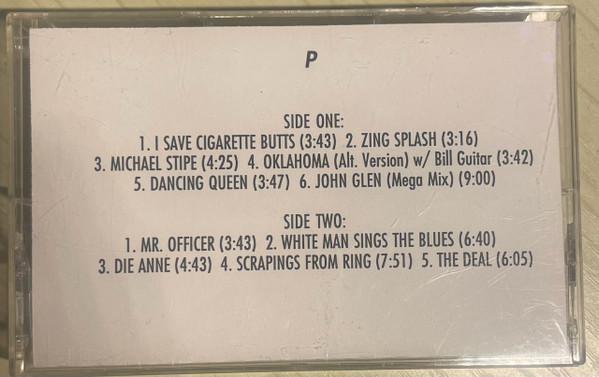 P
SIDE ONE:
1. I SAVE CIGARETTE BUTTS (3:43) 2. ZING SPLASH (3:16)
3. MICHAEL STIPE (4:25) 4. OKLAHOMA (Alt. Version) w/ Bill Guitar (3:42)
5. DANCING QUEEN (3:47) 6. JOHN GLEN (Mega Mix) (9:00)
SIDE TWO:
1. MR. OFFICER (3:43) 2. WHITE MAN SINGS THE BLUES (6:40)
3. DIE ANNE (4:43) 4. SCRAPINGS FROM RING (7:51) 5. THE DEAL (6:05)